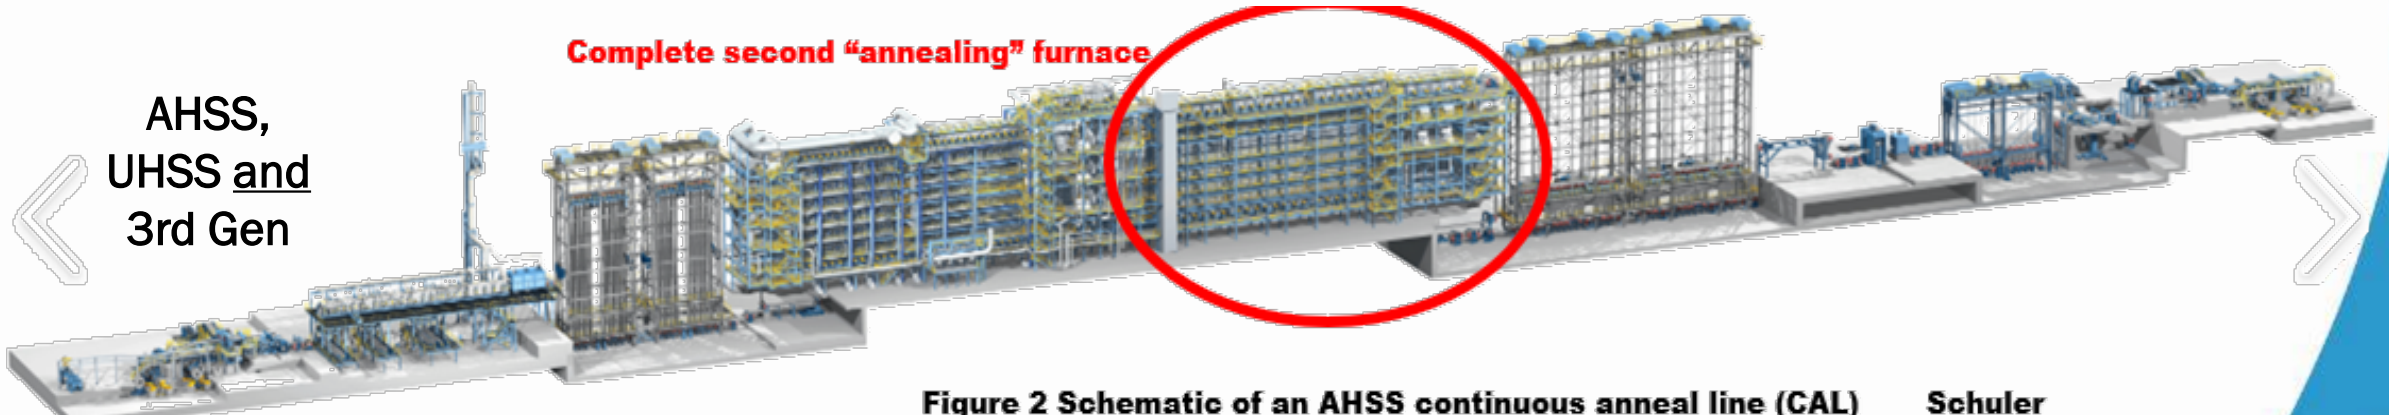 Complete second “annealing” furnace
AHSS,
UHSS and
3rd Gen
Figure 2 Schematic of an AHSS continuous anneal line (CAL) Schuler